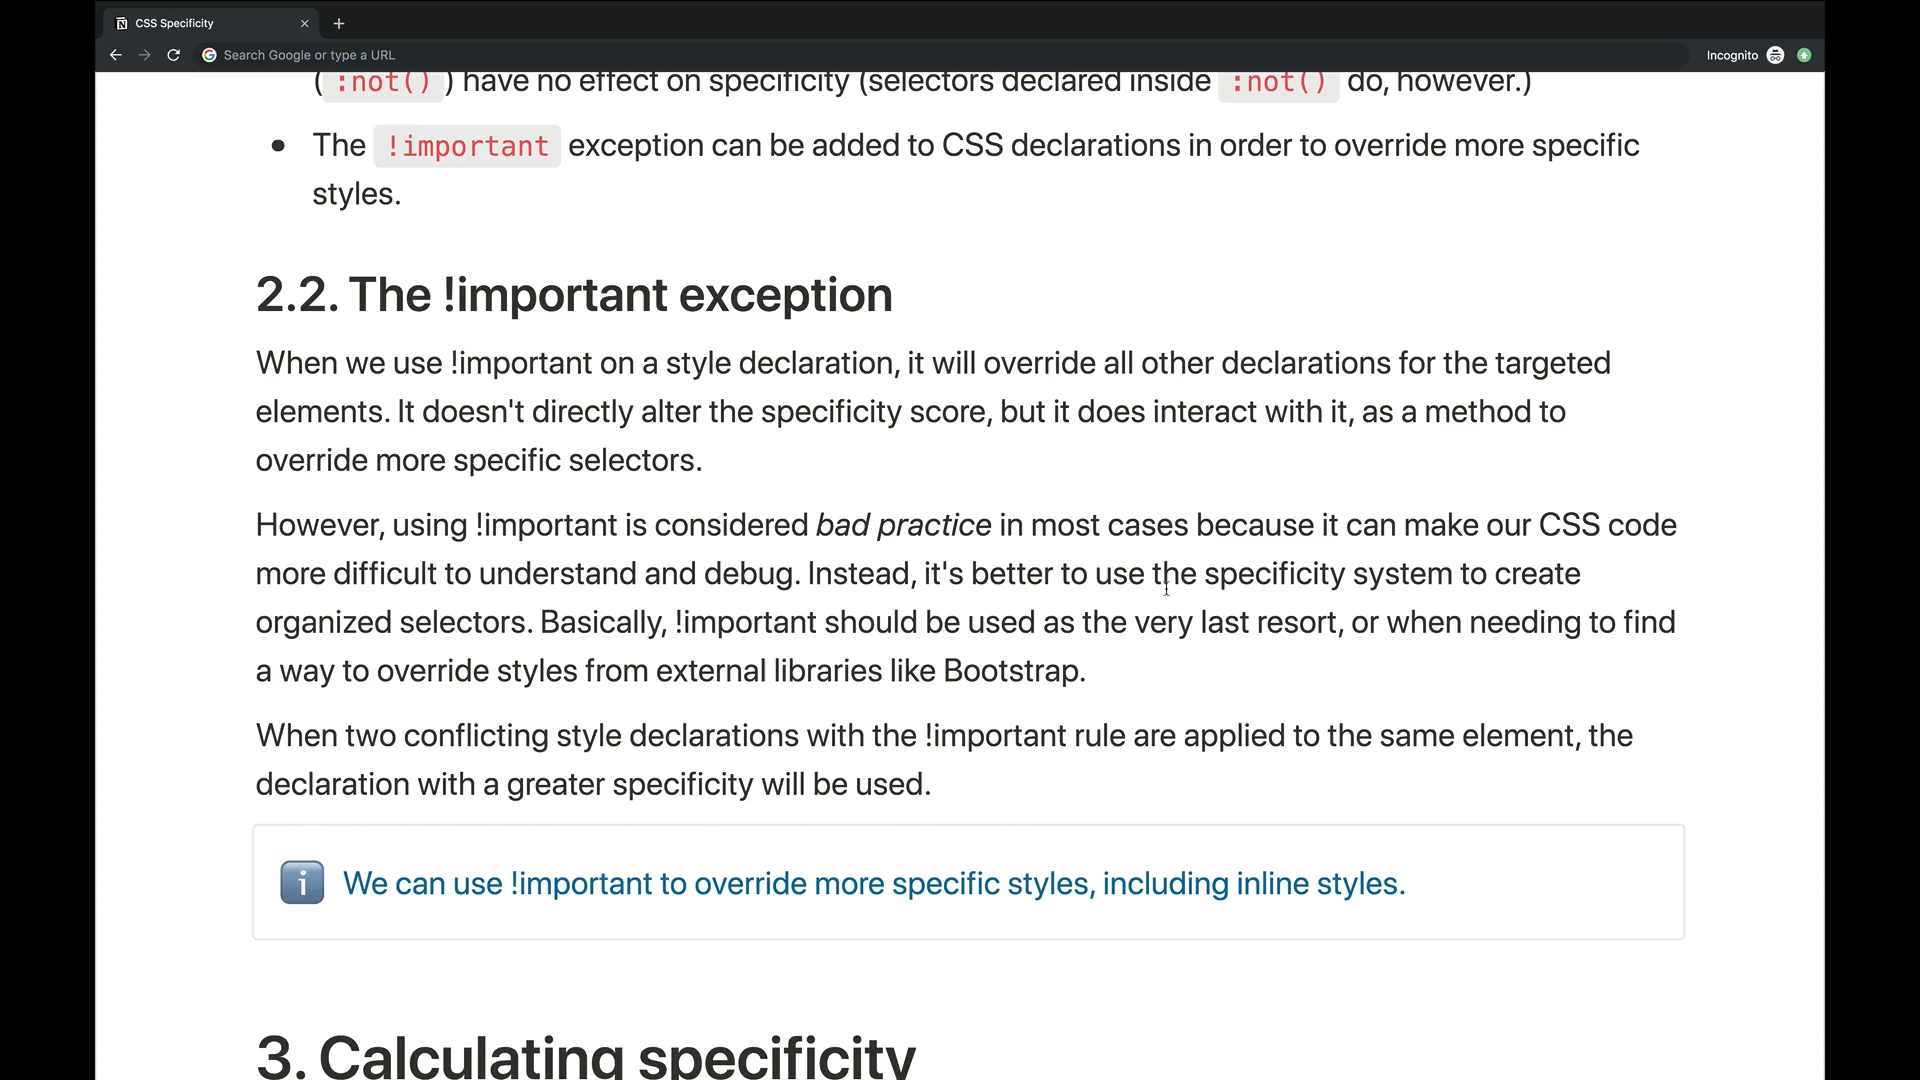 CSS Specificity
Search Google or type a URL
Incognito
( :not() ) have no effect on specificity (selectors declared inside :not() do, however.)
• The !important exception can be added to CSS declarations in order to override more specific
styles.
2.2. The !important exception
When we use !important on a style declaration, it will override all other declarations for the targeted
elements. It doesn't directly alter the specificity score, but it does interact with it, as a method to
override more specific selectors.
However, using !important is considered bad practice in most cases because it can make our CSS code
more difficult to understand and debug. Instead, it's better to use the specificity system to create
organized selectors. Basically, !important should be used as the very last resort, or when needing to find
a way to override styles from external libraries like Bootstrap.
When two conflicting style declarations with the !important rule are applied to the same element, the
declaration with a greater specificity will be used.
We can use !important to override more specific styles, including inline styles.
3. Calculating specificity